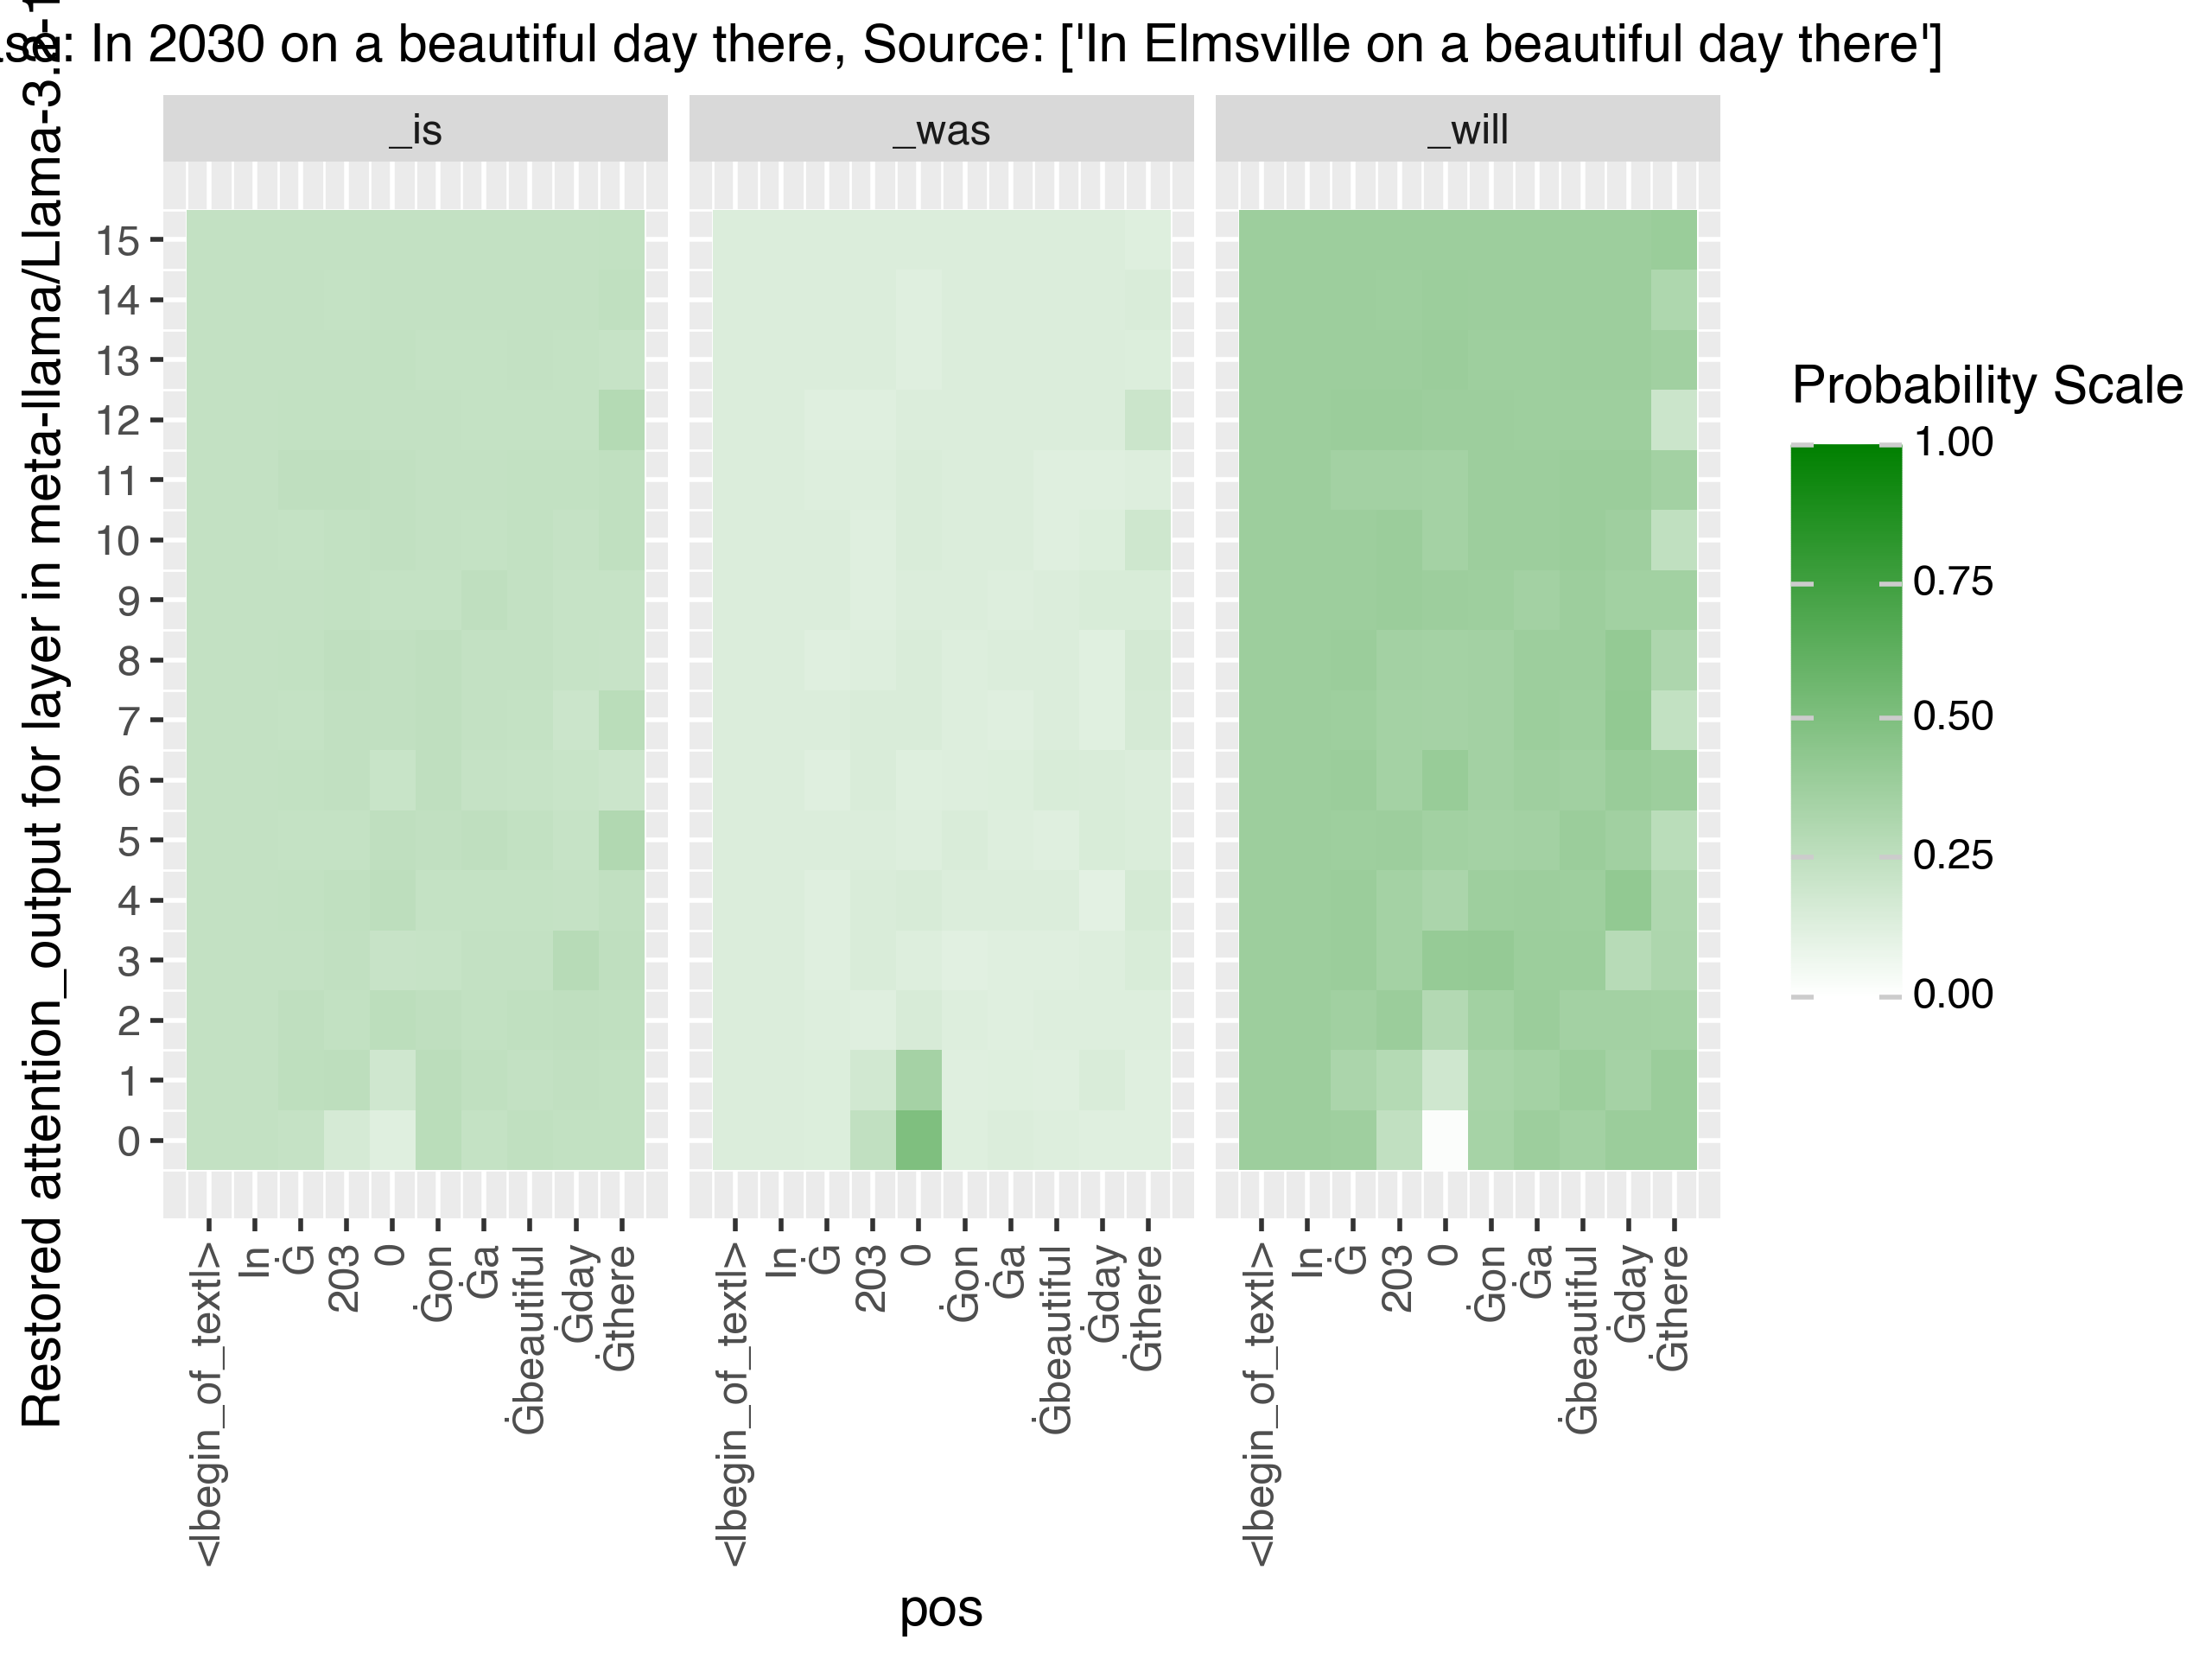 : In 2030 on a beautiful day there, Source: ['In Elmsville on a beautiful day there']
Restored attention_output for layer in meta-llama/Llama-3.
_is
_was
_will
15
14
13
12
11
10
9
8
7
6
5
4
3
2
1
0
<|begin_of_text|>
In
Ġ
203
0
Ġon
Ġa
Ġbeautiful
Ġday
Ġthere
<|begin_of_text|>
In
Ġ
203
0
Ġon
Ġa
Ġbeautiful
Ġday
Ġthere
<|begin_of_text|>
In
Ġ
203
0
Ġon
Ġa
Ġbeautiful
Ġday
Ġthere
pos
Probability Scale
1.00
0.75
0.50
0.25
0.00